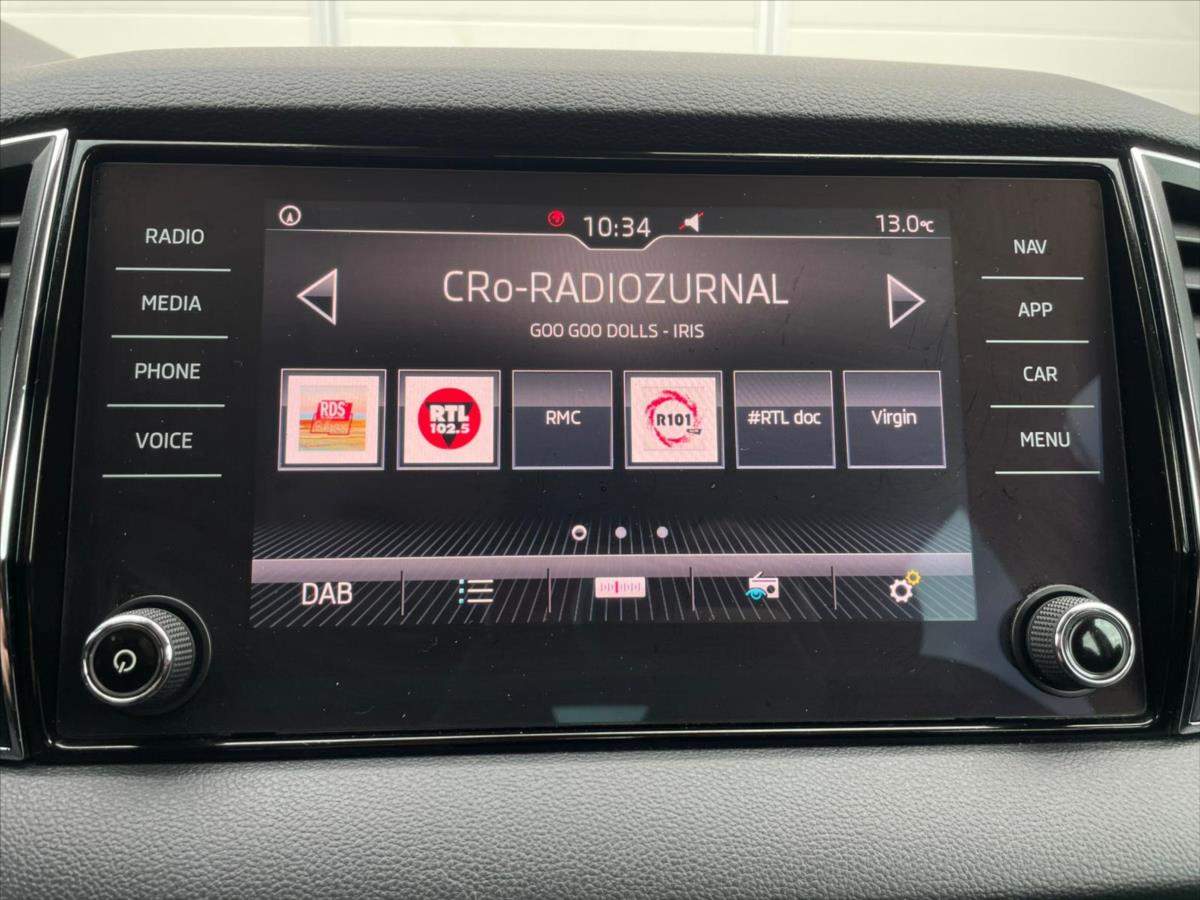 RADIO
MEDIA
PHONE
VOICE
10:34
13.0°C
CRo-RADIOZURNAL
GOO GOO DOLLS - IRIS
RDS
RTL
102.5
RMC
R101
#RTL doc
Virgin
DAB
NAV
APP
CAR
MENU